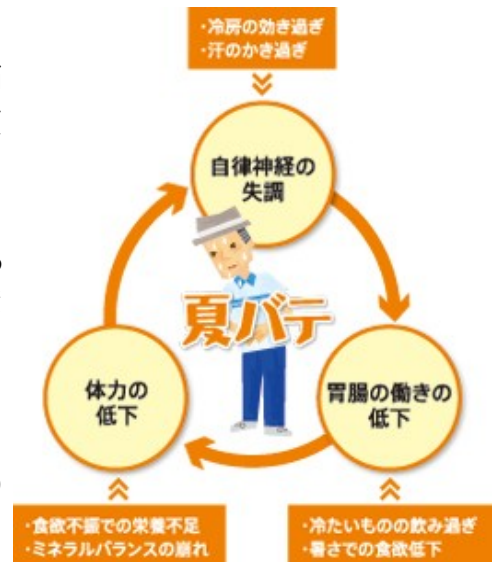 ・冷房の効き過ぎ
・汗のかき過ぎ
自律神経の
失調
夏バテ
体力の
低下
胃腸の働きの
低下
・食欲不振での栄養不足
・ミネラルバランスの崩れ
・冷たいものの飲み過ぎ
・暑さでの食欲低下